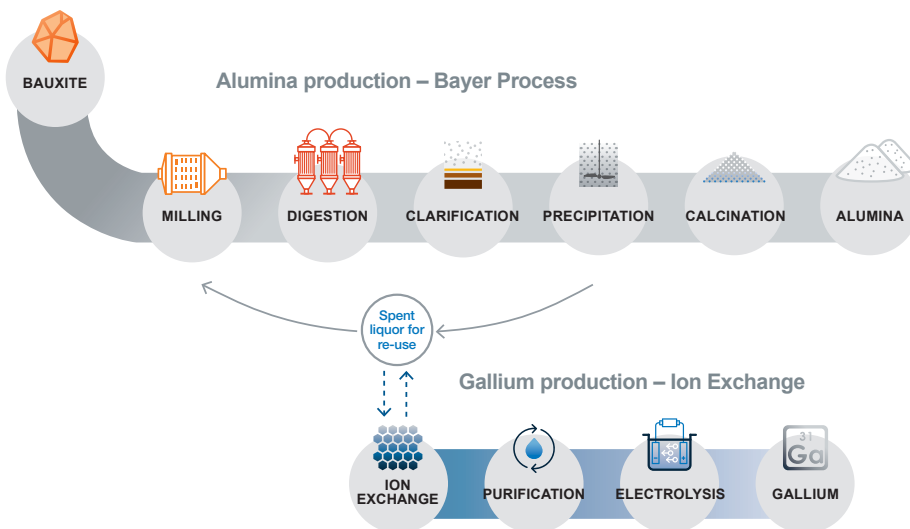 BAUXITE
Alumina production – Bayer Process
MILLING
DIGESTION
CLARIFICATION
PRECIPITATION
CALCINATION
ALUMINA
Spent
liquor for
re-use
Gallium production – Ion Exchange
31
Ga
ION
EXCHANGE
PURIFICATION
ELECTROLYSIS
GALLIUM